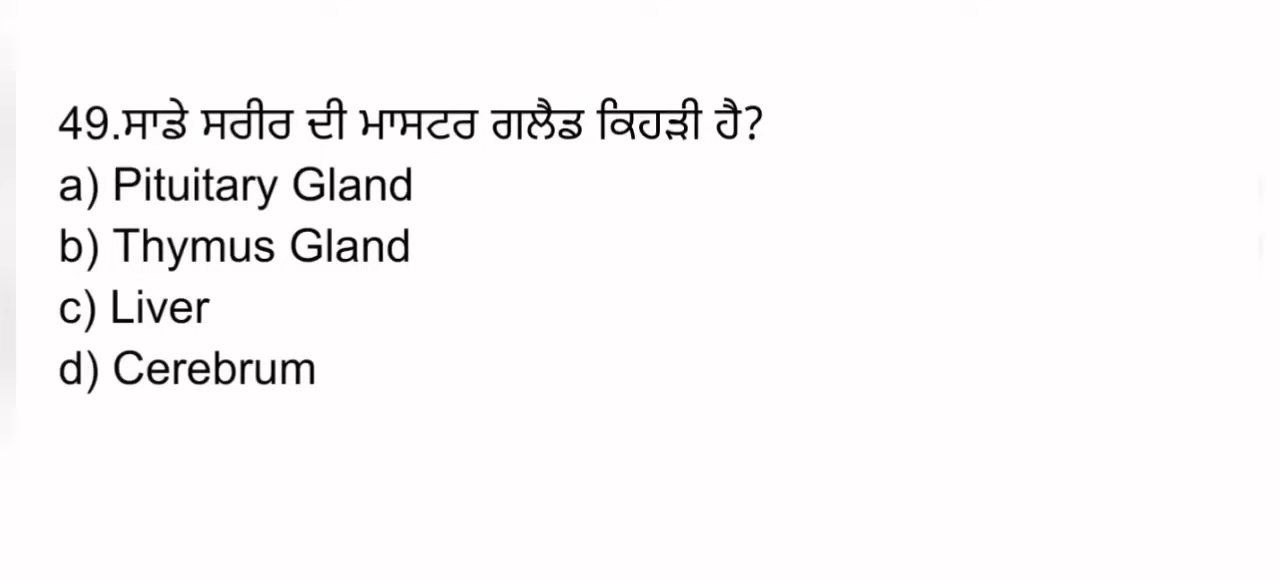 49.ਸਾਡੇ ਸਰੀਰ ਦੀ ਮਾਸਟਰ ਗਲੈਡ ਕਿਹੜੀ ਹੈ?
a) Pituitary Gland
b) Thymus Gland
c) Liver
d) Cerebrum